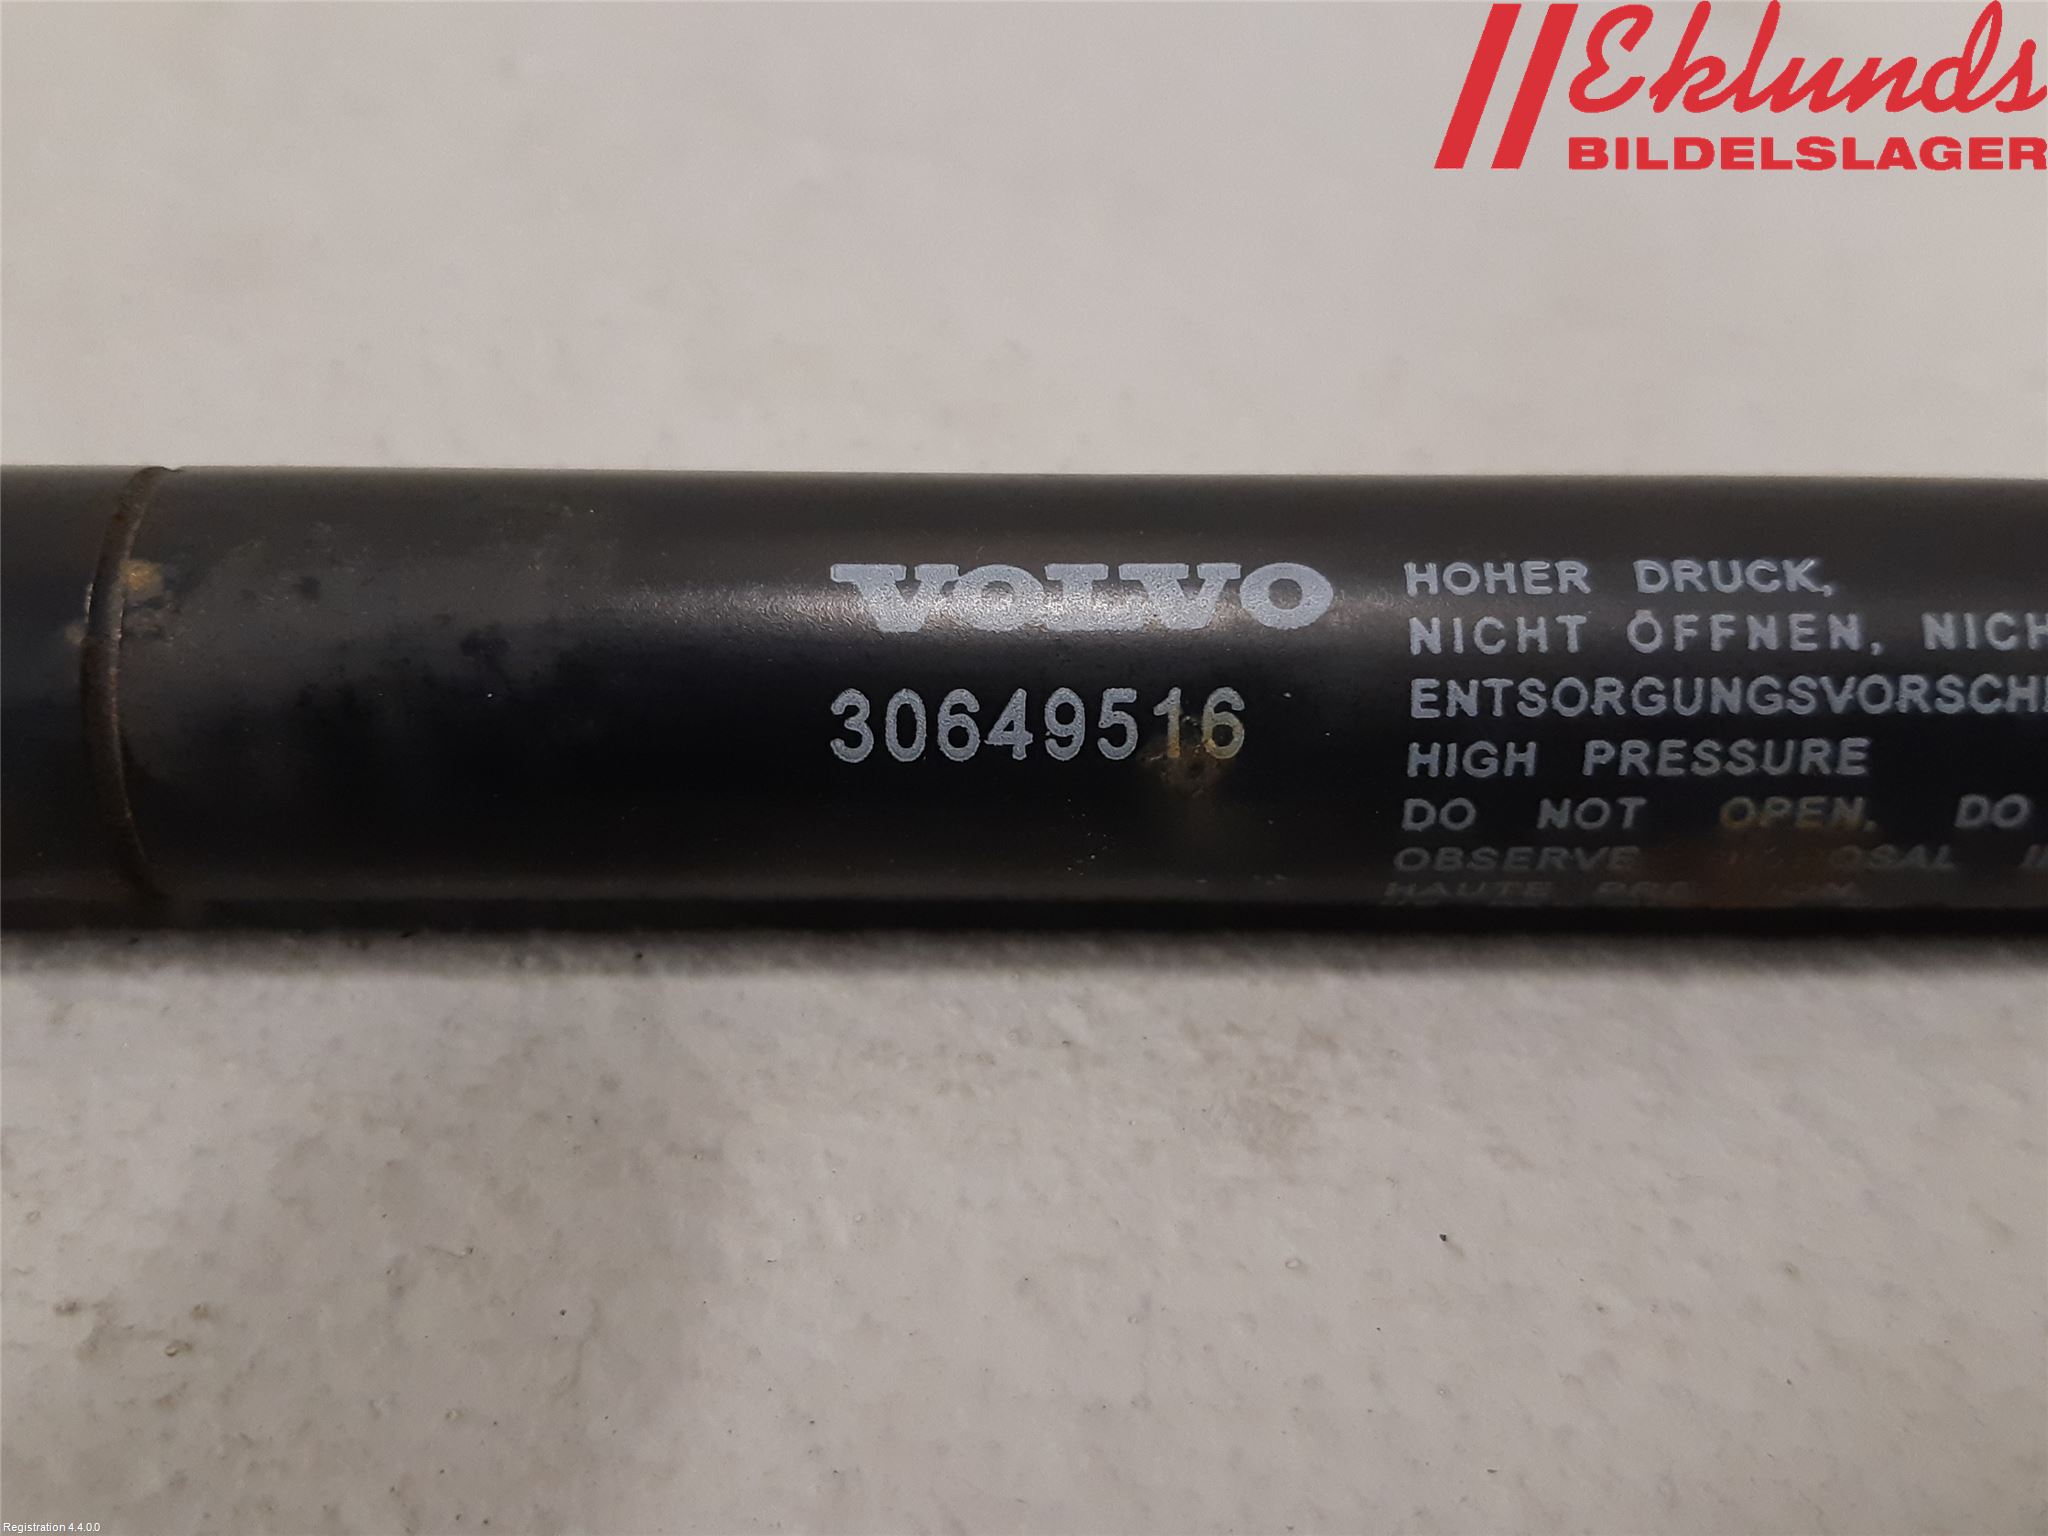 Eklunds
BILDELSLAGER
VOLVO
30649516
HOHER DRUCK,
NICHT ÖFFNEN, NICH
ENTSORGUNGSVORSCH
HIGH PRESSURE
DO NOT OPEN. DO
OBSERVE
HAUTE
Registration 4.4.0.0